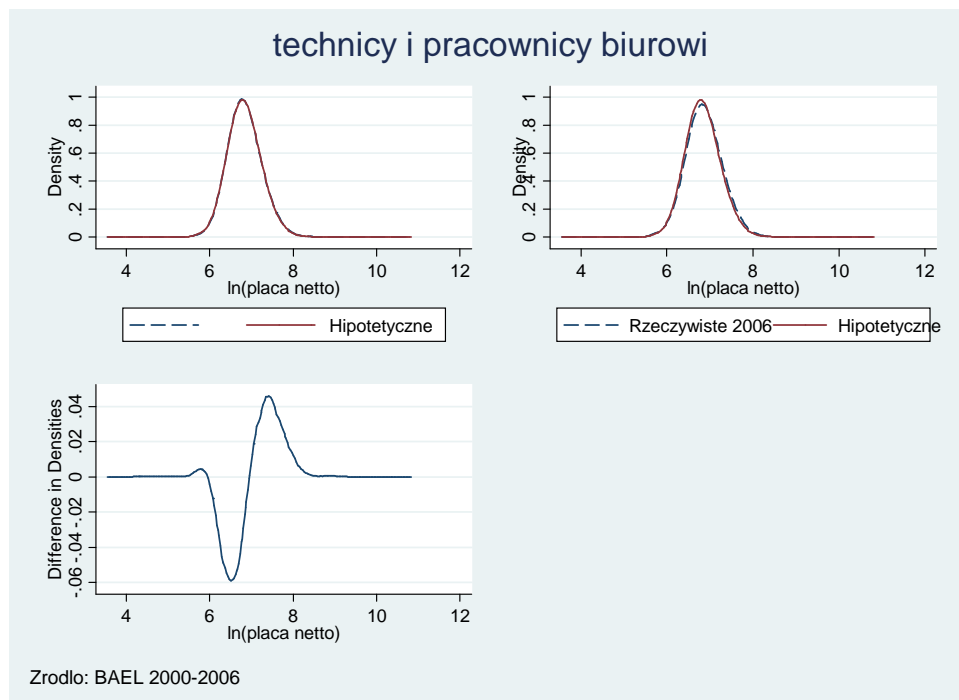 technicy i pracownicy biurowi
Density
0 .2 .4 .6 .8 1
4 6 8 10 12
ln(placa netto)
Hipotetyczne
Density
0 .2 .4 .6 .8 1
4 6 8 10 12
ln(placa netto)
Rzeczywiste 2006 Hipotetyczne
Difference in Densities
-.06 -.04 -.02 0 .02 .04
4 6 8 10 12
ln(placa netto)
Zrodlo: BAEL 2000-2006